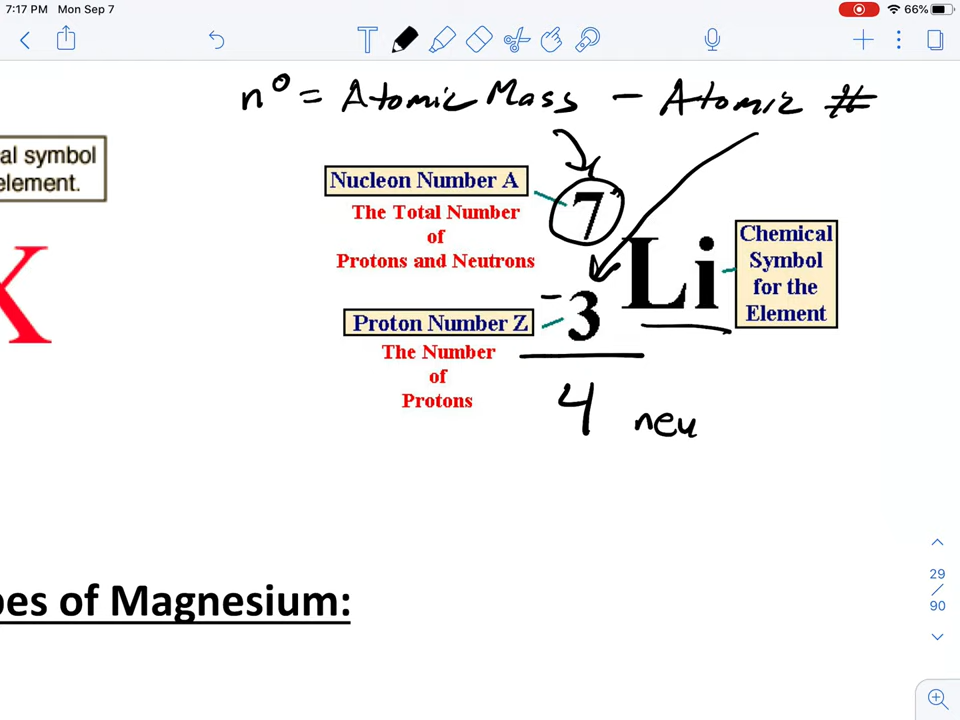 7:17 PM Mon Sep 7
66%
n° = Atomic Mass - Atomic #
al symbol
element.
Nucleon Number A
The Total Number
of
Protons and Neutrons
7
Li
Chemical
Symbol
for the
Element
Proton Number Z
The Number
of
Protons
- 3
4 neu
X
pes of Magnesium:
29
/
90